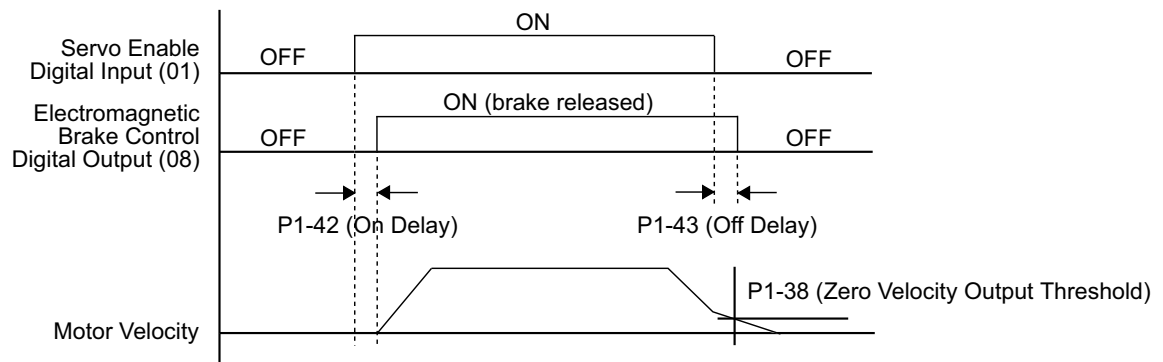 ON
Servo Enable
Digital Input (01)
OFF
OFF
ON (brake released)
Electromagnetic
Brake Control
Digital Output (08)
OFF
OFF
P1-42 (On Delay)
P1-43 (Off Delay)
P1-38 (Zero Velocity Output Threshold)
Motor Velocity